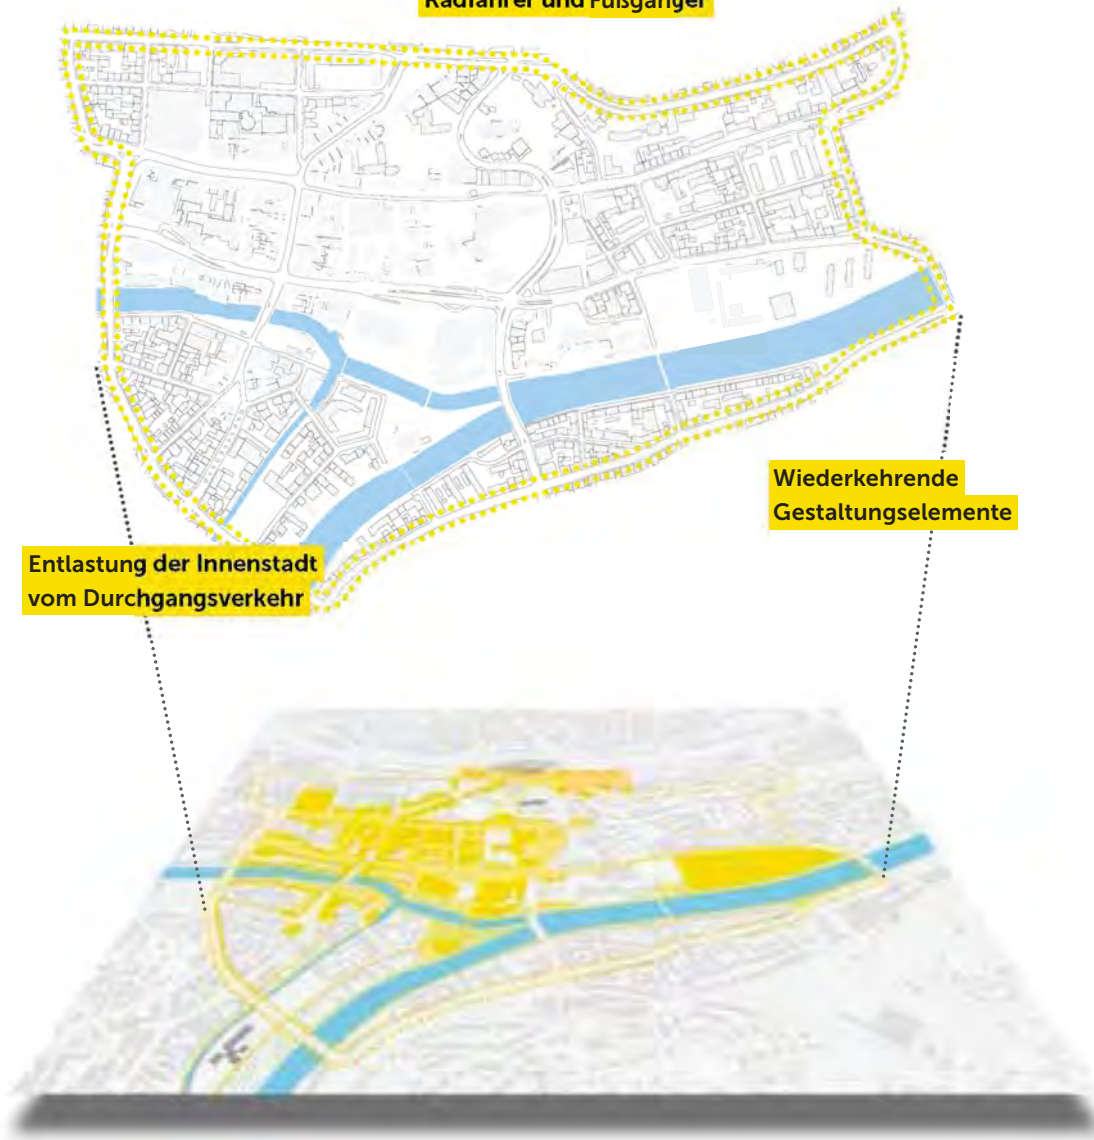 Radfahrer und Fußgänger
Wiederkehrende
Gestaltungselemente
Entlastung der Innenstadt
vom Durchgangsverkehr